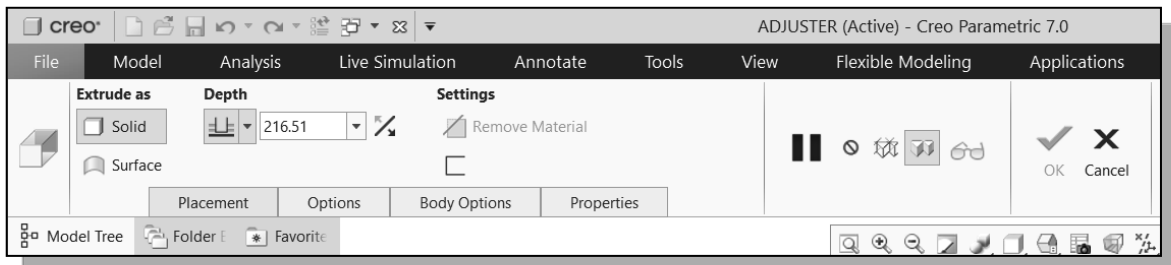 creo® ADJUSTER (Active) - Creo Parametric 7.0
File Model Analysis Live Simulation Annotate Tools View Flexible Modeling Applications
Extrude as Depth Settings
Solid 216.51 Remove Material
Surface OK Cancel
Placement Options Body Options Properties
Model Tree Folder Favorite